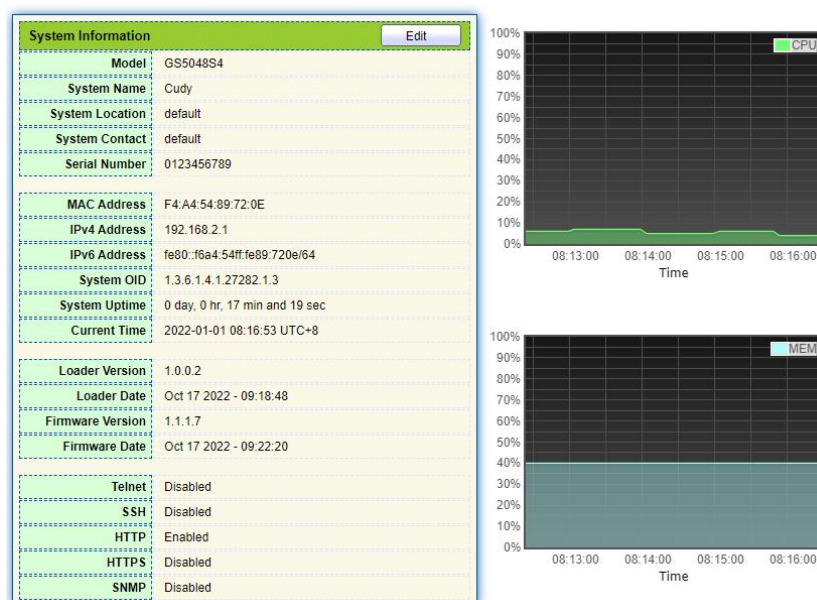 System Information Edit
Model GS5048S4
System Name Cudy
System Location default
System Contact default
Serial Number 0123456789
MAC Address F4:A4:54:89:72:0E
IPv4 Address 192.168.2.1
IPv6 Address fe80::f6a4:54ff:fe89:720e/64
System OID 1.3.6.1.4.1.27282.1.3
System Uptime 0 day, 0 hr, 17 min and 19 sec
Current Time 2022-01-01 08:16:53 UTC+8
Loader Version 1.0.0.2
Loader Date Oct 17 2022 - 09:18:48
Firmware Version 1.1.1.7
Firmware Date Oct 17 2022 - 09:22:20
Telnet Disabled
SSH Disabled
HTTP Enabled
HTTPS Disabled
SNMP Disabled
CPU
100%
90%
80%
70%
60%
50%
40%
30%
20%
10%
0%
08:13:00 08:14:00 08:15:00 08:16:00
Time
MEM
100%
90%
80%
70%
60%
50%
40%
30%
20%
10%
0%
08:13:00 08:14:00 08:15:00 08:16:00
Time